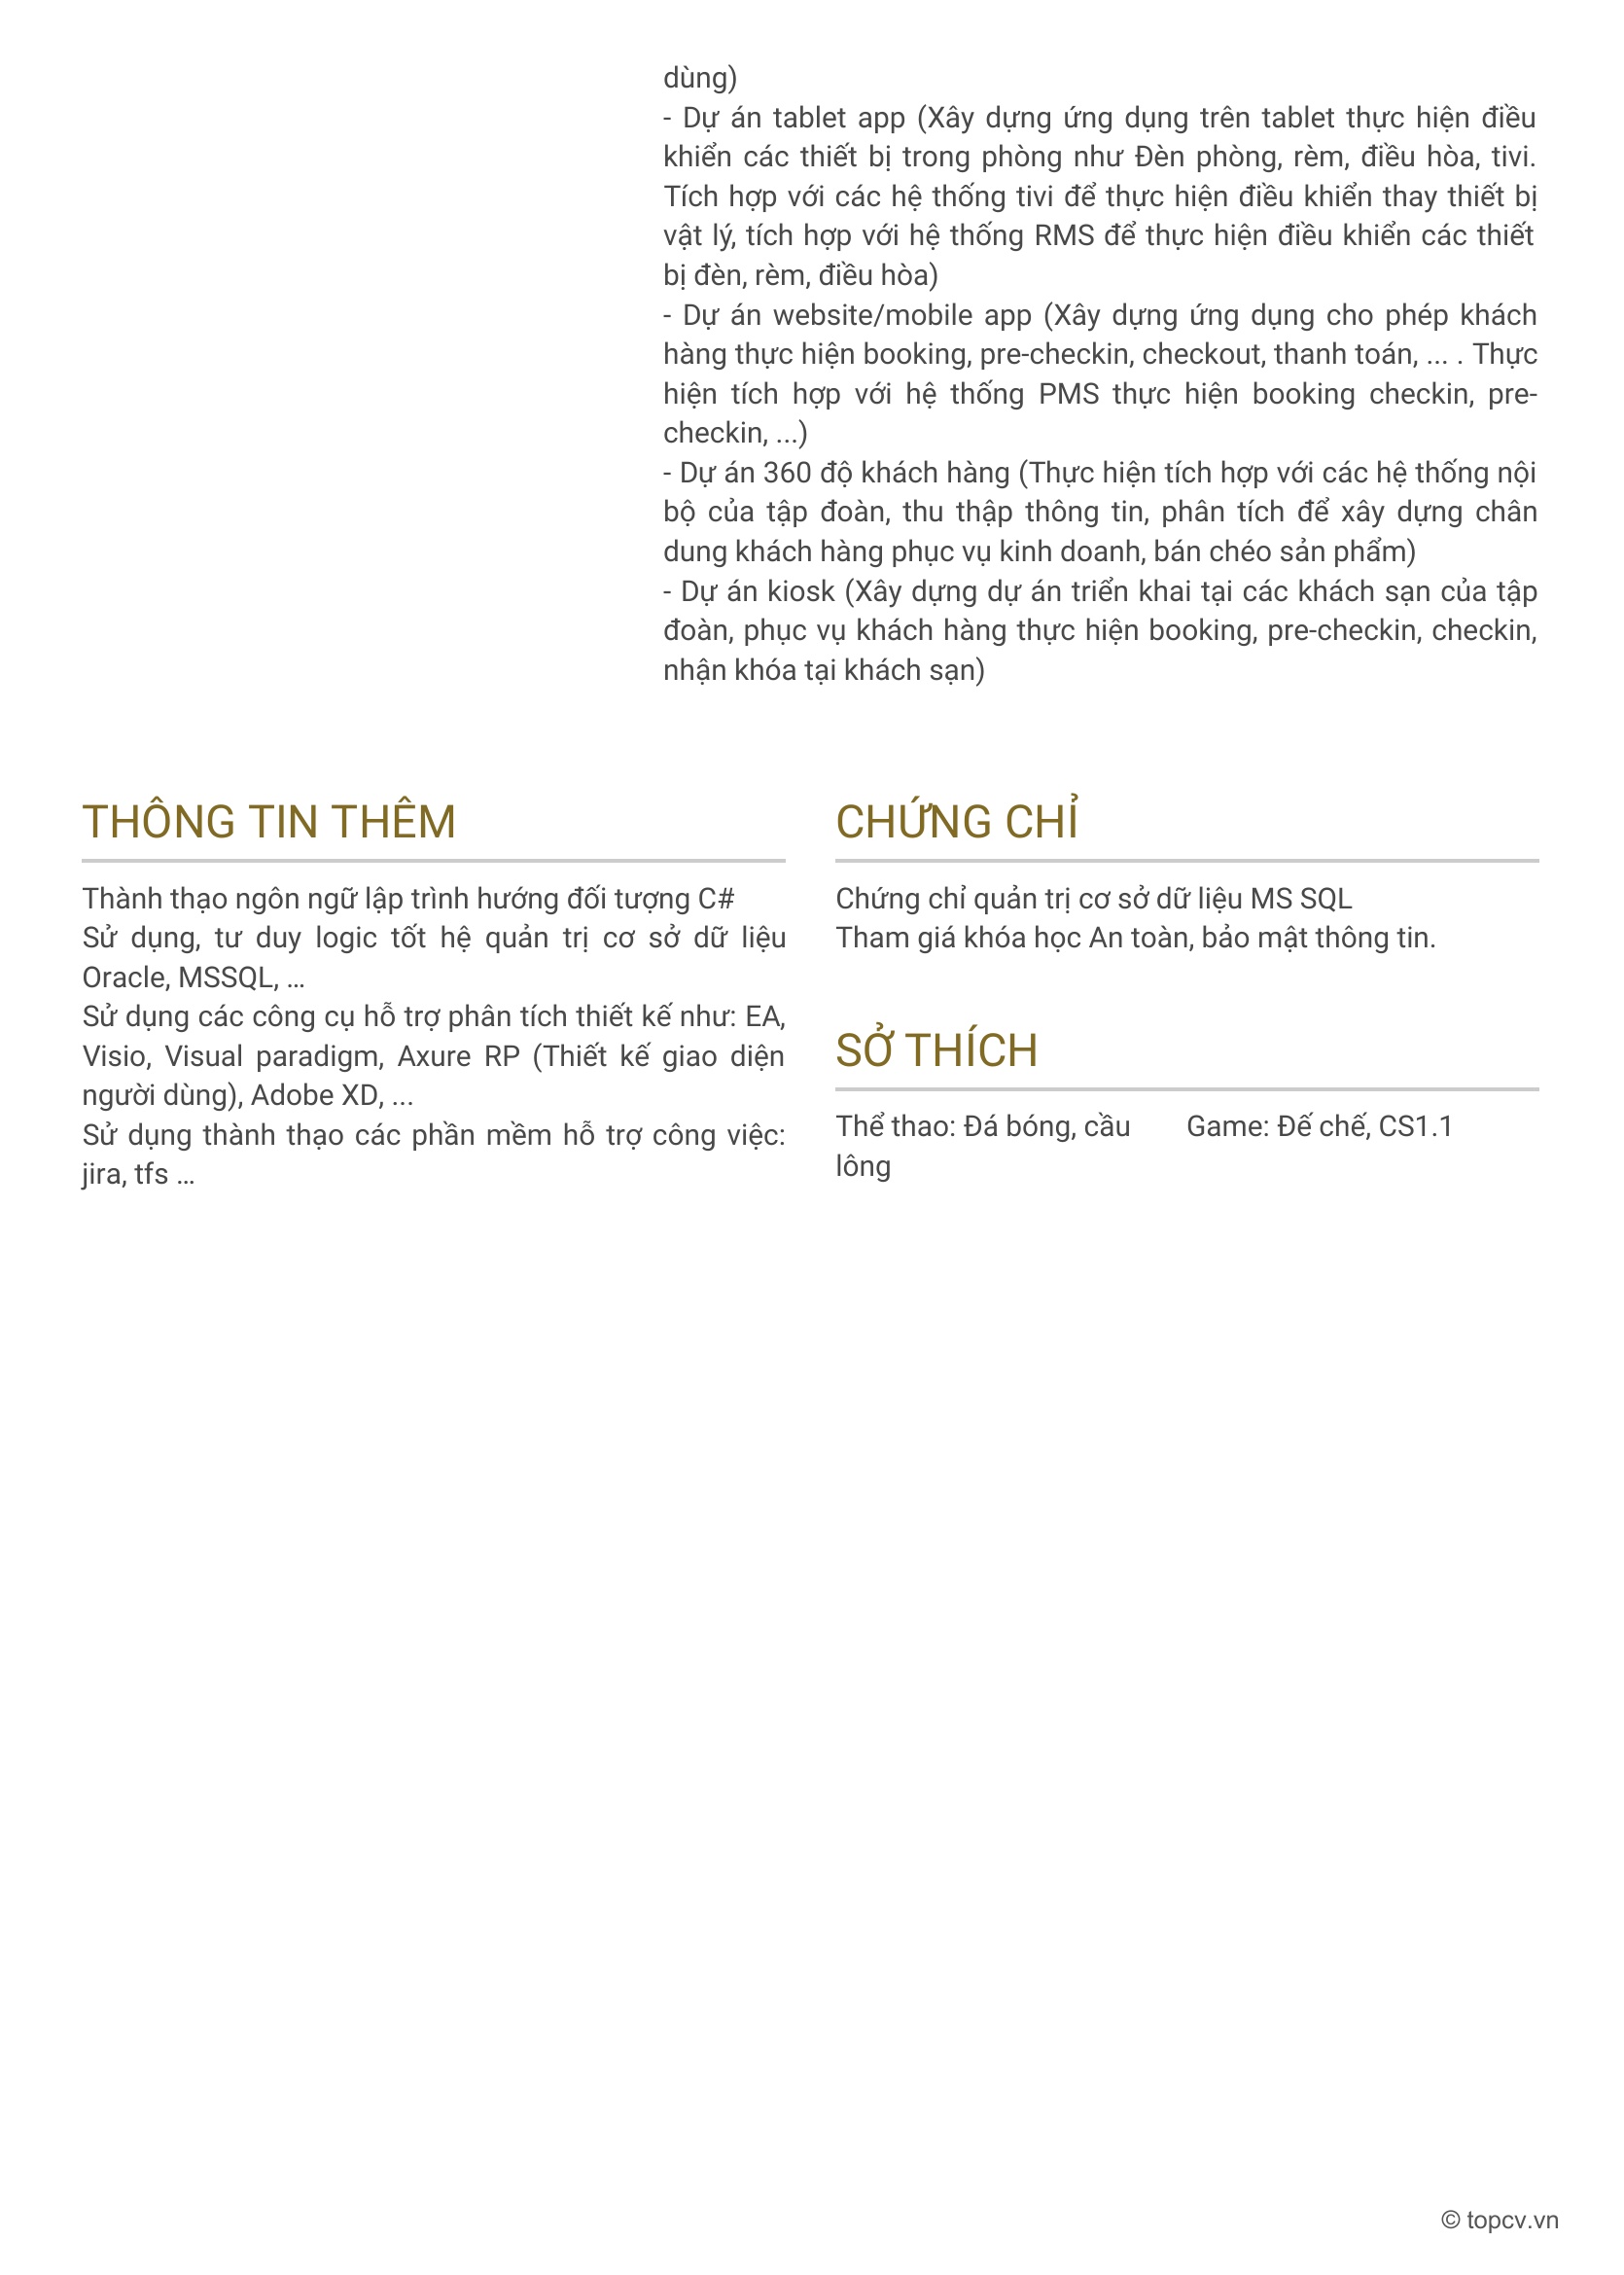 dùng)
- Dự án tablet app (Xây dựng ứng dụng trên tablet thực hiện điều
khiển các thiết bị trong phòng như Đèn phòng, rèm, điều hòa, tivi.
Tích hợp với các hệ thống tivi để thực hiện điều khiển thay thiết bị
vật lý, tích hợp với hệ thống RMS để thực hiện điều khiển các thiết
bị đèn, rèm, điều hòa)
- Dự án website/mobile app (Xây dựng ứng dụng cho phép khách
hàng thực hiện booking, pre-checkin, checkout, thanh toán, ... . Thực
hiện tích hợp với hệ thống PMS thực hiện booking checkin, pre-
checkin, ...)
- Dự án 360 độ khách hàng (Thực hiện tích hợp với các hệ thống nội
bộ của tập đoàn, thu thập thông tin, phân tích để xây dựng chân
dung khách hàng phục vụ kinh doanh, bán chéo sản phẩm)
- Dự án kiosk (Xây dựng dự án triển khai tại các khách sạn của tập
đoàn, phục vụ khách hàng thực hiện booking, pre-checkin, checkin,
nhận khóa tại khách sạn)
THÔNG TIN THÊM
Thành thạo ngôn ngữ lập trình hướng đối tượng C#
Sử dụng, tư duy logic tốt hệ quản trị cơ sở dữ liệu
Oracle, MSSQL, ...
Sử dụng các công cụ hỗ trợ phân tích thiết kế như: EA,
Visio, Visual paradigm, Axure RP (Thiết kế giao diện
người dùng), Adobe XD, ...
Sử dụng thành thạo các phần mềm hỗ trợ công việc:
jira, tfs ...
CHỨNG CHỈ
Chứng chỉ quản trị cơ sở dữ liệu MS SQL
Tham giá khóa học An toàn, bảo mật thông tin.
SỞ THÍCH
Thể thao: Đá bóng, cầu
lông
Game: Đế chế, CS1.1
© topcv.vn